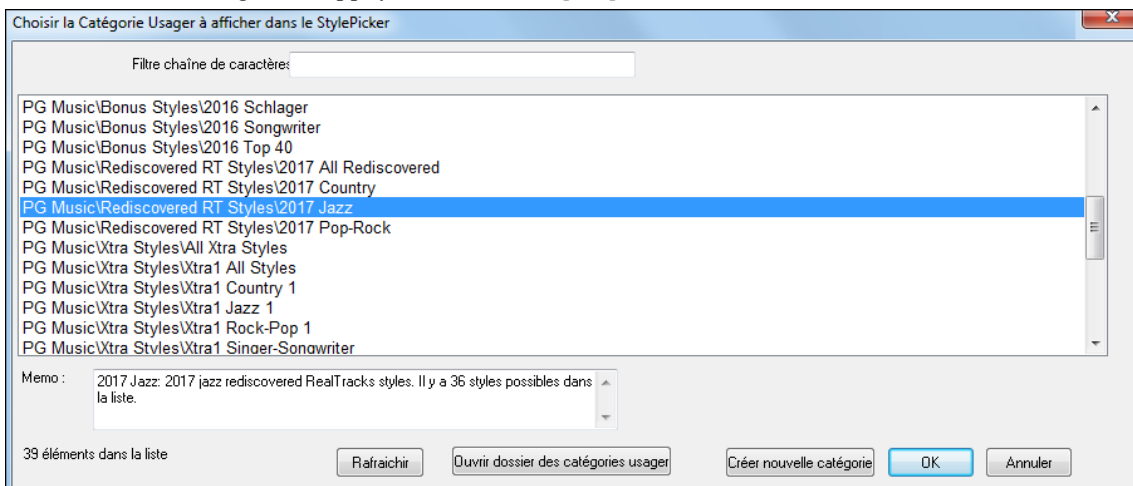 Choisir la Catégorie Usager à afficher dans le StylePicker
Filtre chaîne de caractère:
PG Music\Bonus Styles\2016 Schlager
PG Music\Bonus Styles\2016 Songwriter
PG Music\Bonus Styles\2016 Top 40
PG Music\Rediscovered RT Styles\2017 All Rediscovered
PG Music\Rediscovered RT Styles\2017 Country
PG Music\Rediscovered RT Styles\2017 Jazz
PG Music\Rediscovered RT Styles\2017 Pop-Rock
PG Music\Xtra Styles\All Xtra Styles
PG Music\Xtra Styles\Xtra1 All Styles
PG Music\Xtra Styles\Xtra1 Country 1
PG Music\Xtra Styles\Xtra1 Jazz 1
PG Music\Xtra Styles\Xtra1 Rock-Pop 1
PG Music\Xtra Styles\Xtra1 Singer-Songwriter
Memo :
2017 Jazz: 2017 jazz rediscovered RealTracks styles. Il y a 36 styles possibles dans
la liste.
39 éléments dans la liste
Rafraichir
Ouvrir dossier des catégories usager
Créer nouvelle catégorie
OK
Annuler